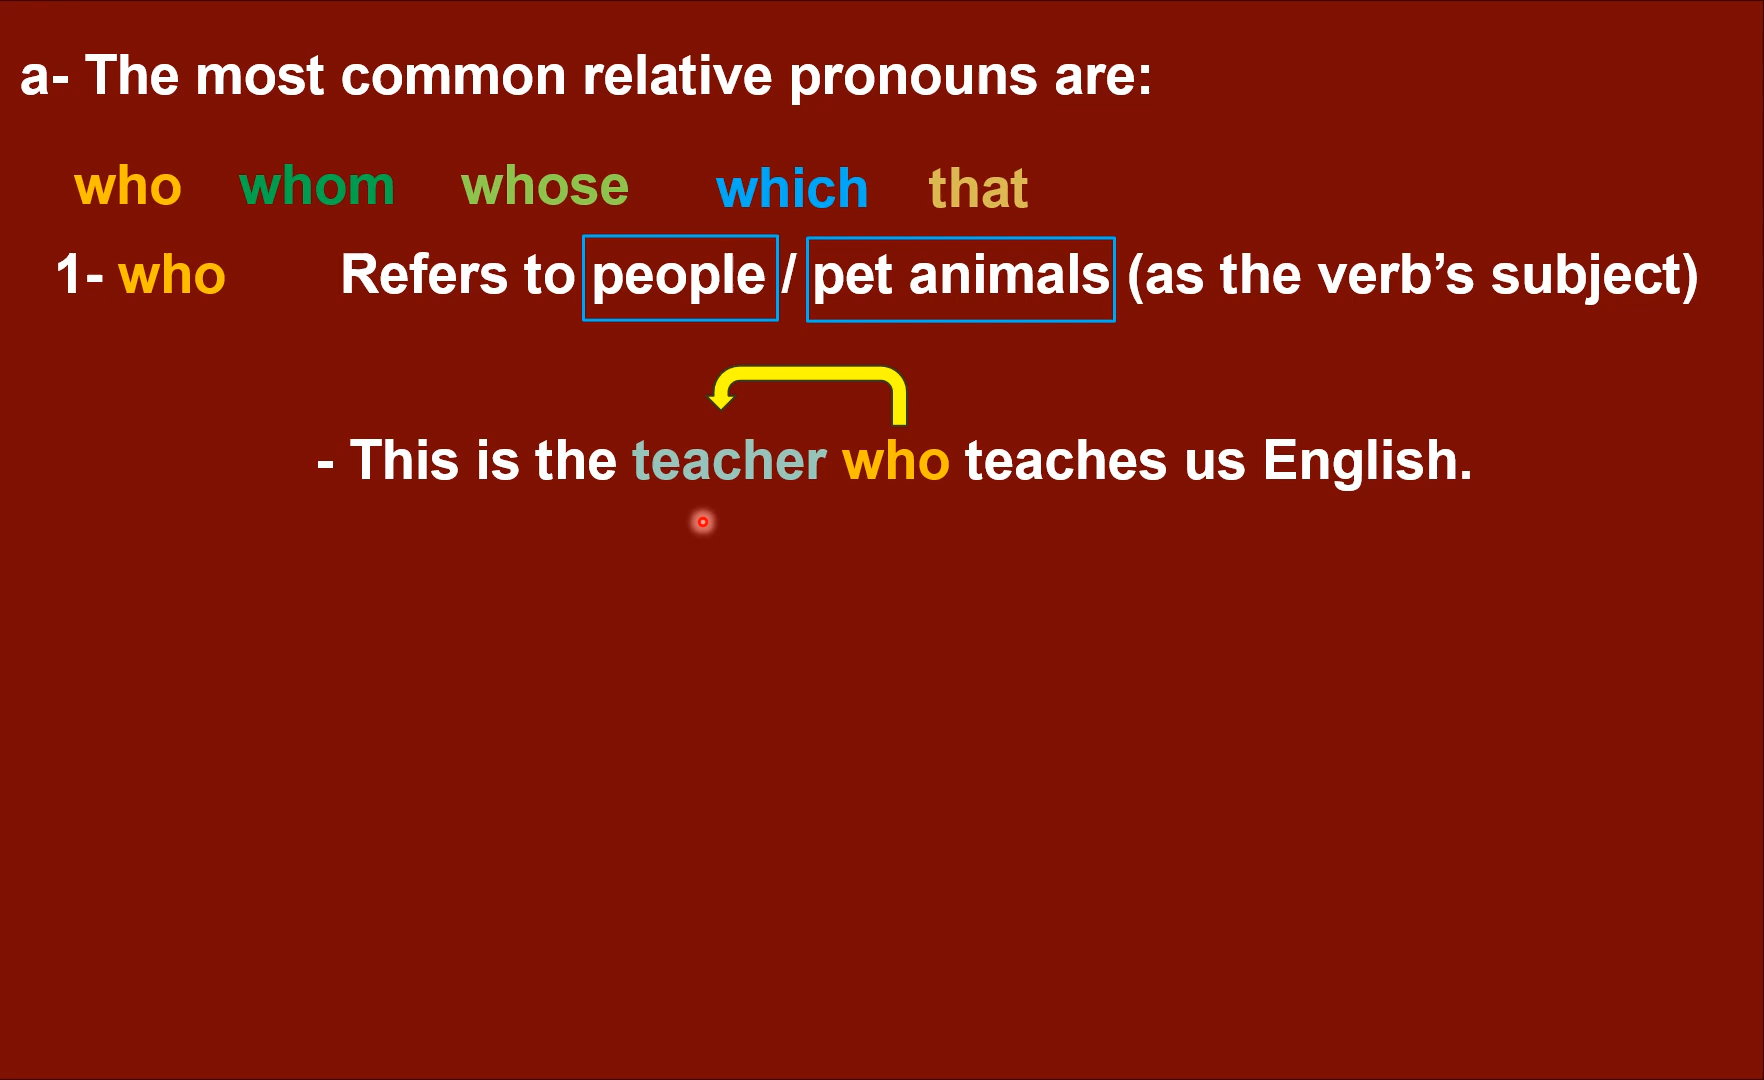 a- The most common relative pronouns are:
who whom whose which that
1- who Refers to people / pet animals (as the verb’s subject)
- This is the teacher who teaches us English.